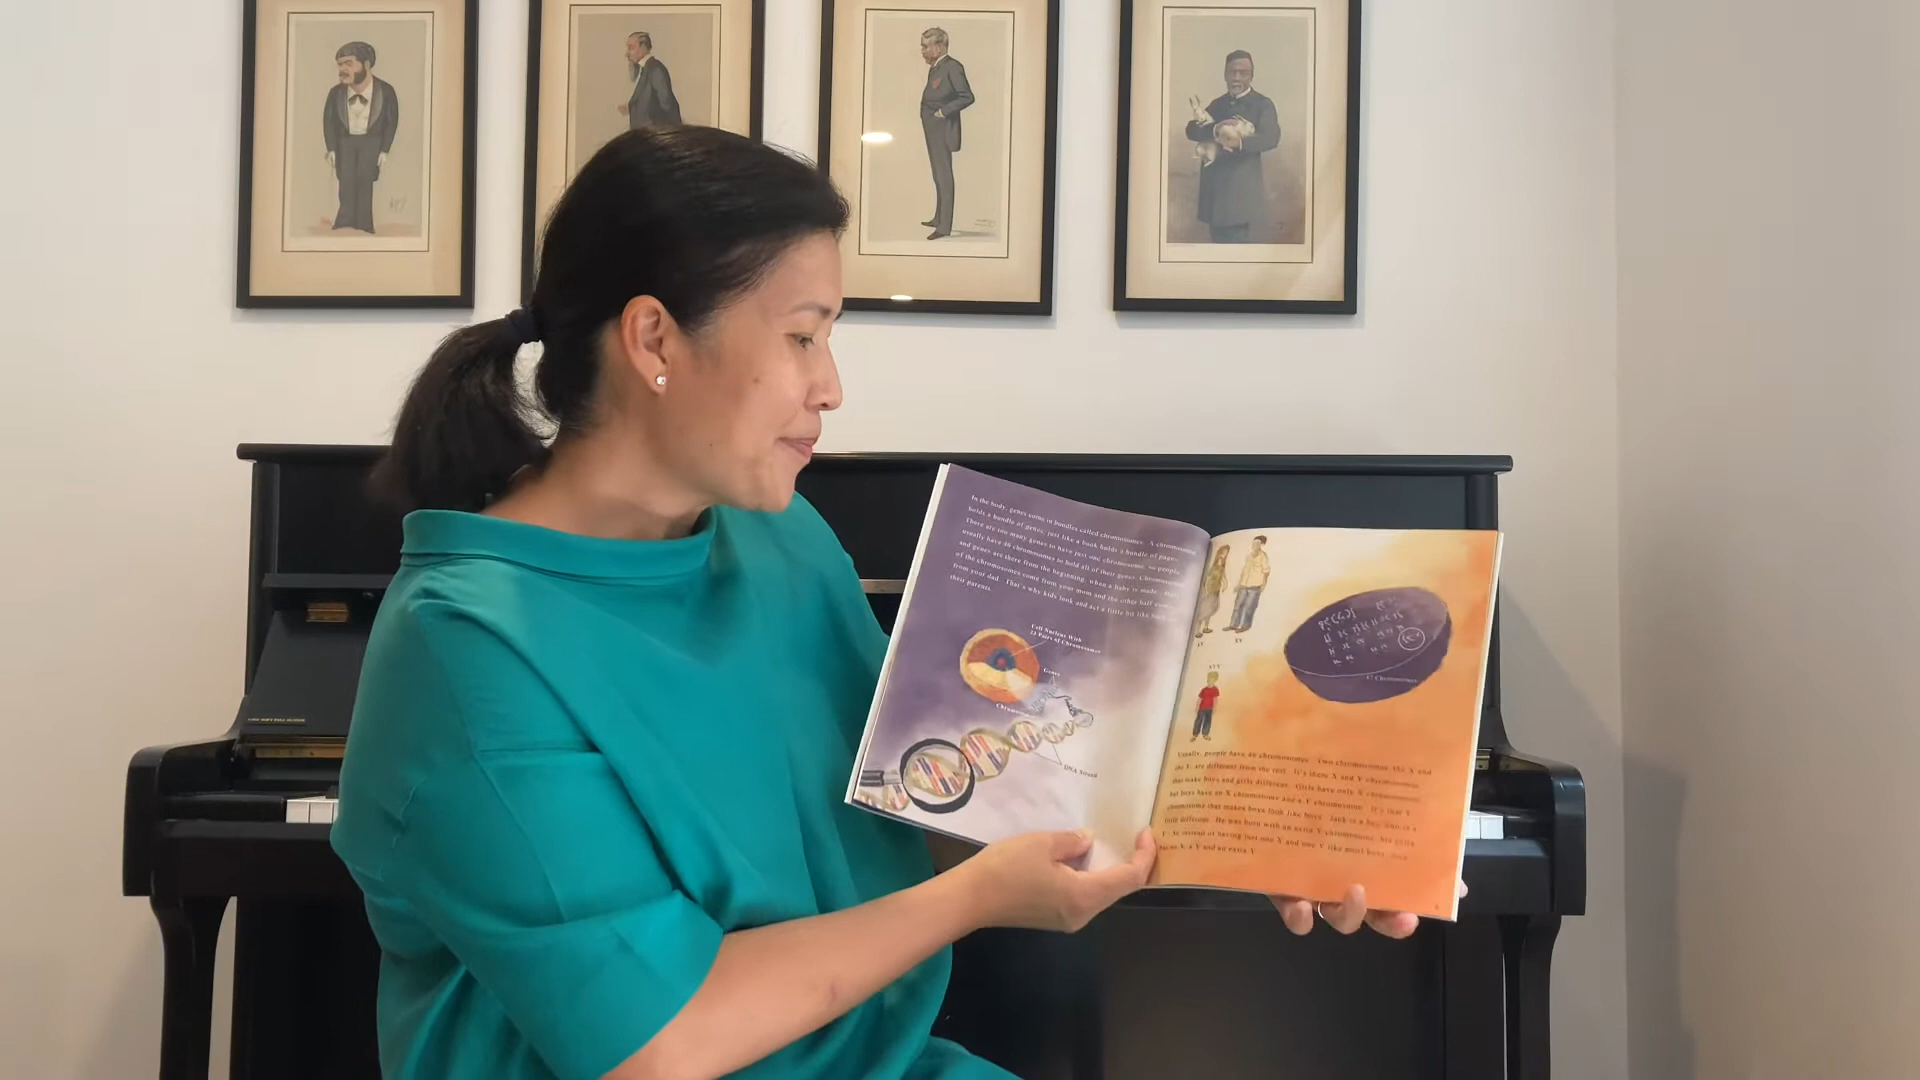 In the body, genes come in bundles called chromosomes. A chromosome
holds a bundle of genes, just like a book holds a bundle of pages.
There are too many genes to have just one chromosome, so people
usually have 46 chromosomes to hold all of their genes. Chromosomes
and genes are there from the beginning, when a baby is made. Half
of the chromosomes come from your mom and the other half come
from your dad. That's why kids look and act a little bit like both
their parents.
Cell Nucleus With
23 Pairs of Chromosomes
Genes
DNA Strand
XY
XYY
47 Chromosomes
Usually, people have 46 chromosomes. Two chromosomes, the X and
the Y, are different from the rest. It's these X and Y chromosomes
that make boys and girls different. Girls have only X chromosomes
but boys have an X chromosome and a Y chromosome. It's that Y
chromosome that makes boys look like boys. Jack is a boy who is a
little different. He was born with an extra Y chromosome.
Y. So instead of having just one X and one Y like most boys, Jack
has an X, a Y and an extra Y.